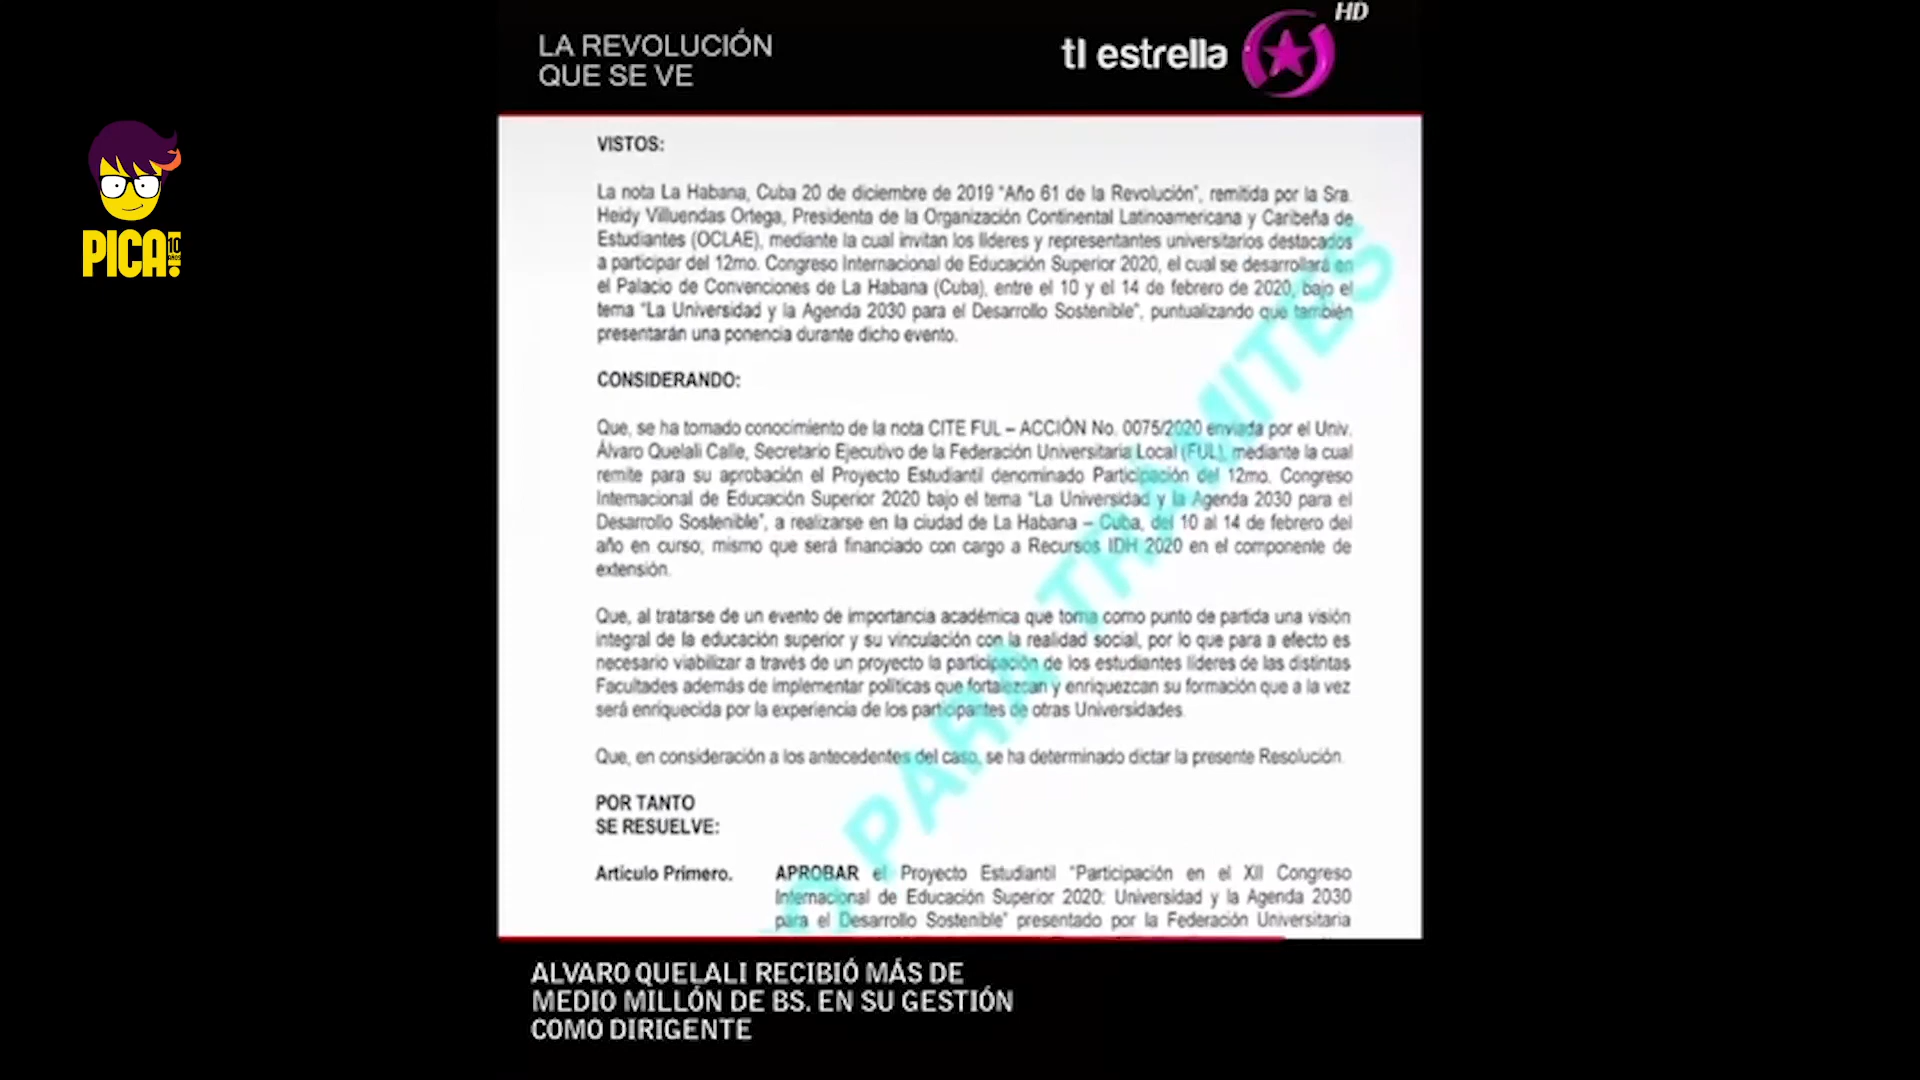 LA REVOLUCIÓN
QUE SE VE
tl estrella
HD
PICA!
10
AÑOS
VISTOS:
La nota La Habana, Cuba 20 de diciembre de 2019 "Año 61 de la Revolución", remitida por la Sra.
Heidy Villuendas Ortega, Presidenta de la Organización Continental Latinoamericana y Caribeña de
Estudiantes (OCLAE), mediante la cual invitan los líderes y representantes universitarios destacados
a participar del 12mo. Congreso Internacional de Educación Superior 2020, el cual se desarrollará en
el Palacio de Convenciones de La Habana (Cuba), entre el 10 y el 14 de febrero de 2020, bajo el
tema "La Universidad y la Agenda 2030 para el Desarrollo Sostenible", puntualizando que también
presentarán una ponencia durante dicho evento.
CONSIDERANDO:
Que, se ha tomado conocimiento de la nota CITE FUL – ACCIÓN No. 0075/2020 enviada por el Univ.
Álvaro Quelali Calle, Secretario Ejecutivo de la Federación Universitaria Local (FUL), mediante la cual
remite para su aprobación el Proyecto Estudiantil denominado Participación del 12mo. Congreso
Internacional de Educación Superior 2020 bajo el tema "La Universidad y la Agenda 2030 para el
Desarrollo Sostenible", a realizarse en la ciudad de La Habana – Cuba, del 10 al 14 de febrero del
año en curso, mismo que será financiado con cargo a Recursos IDH 2020 en el componente de
extensión.
Que, al tratarse de un evento de importancia académica que toma como punto de partida una visión
integral de la educación superior y su vinculación con la realidad social, por lo que para a efecto es
necesario viabilizar a través de un proyecto la participación de los estudiantes líderes de las distintas
Facultades además de implementar políticas que fortalezcan y enriquezcan su formación que a la vez
será enriquecida por la experiencia de los participantes de otras Universidades.
Que, en consideración a los antecedentes del caso, se ha determinado dictar la presente Resolución.
POR TANTO
SE RESUELVE:
Artículo Primero. APROBAR el Proyecto Estudiantil "Participación en el XII Congreso
Internacional de Educación Superior 2020: Universidad y la Agenda 2030
para el Desarrollo Sostenible" presentado por la Federación Universitaria
O PARA TRAMITES
ALVARO QUELALI RECIBIÓ MÁS DE
MEDIO MILLÓN DE BS. EN SU GESTIÓN
COMO DIRIGENTE